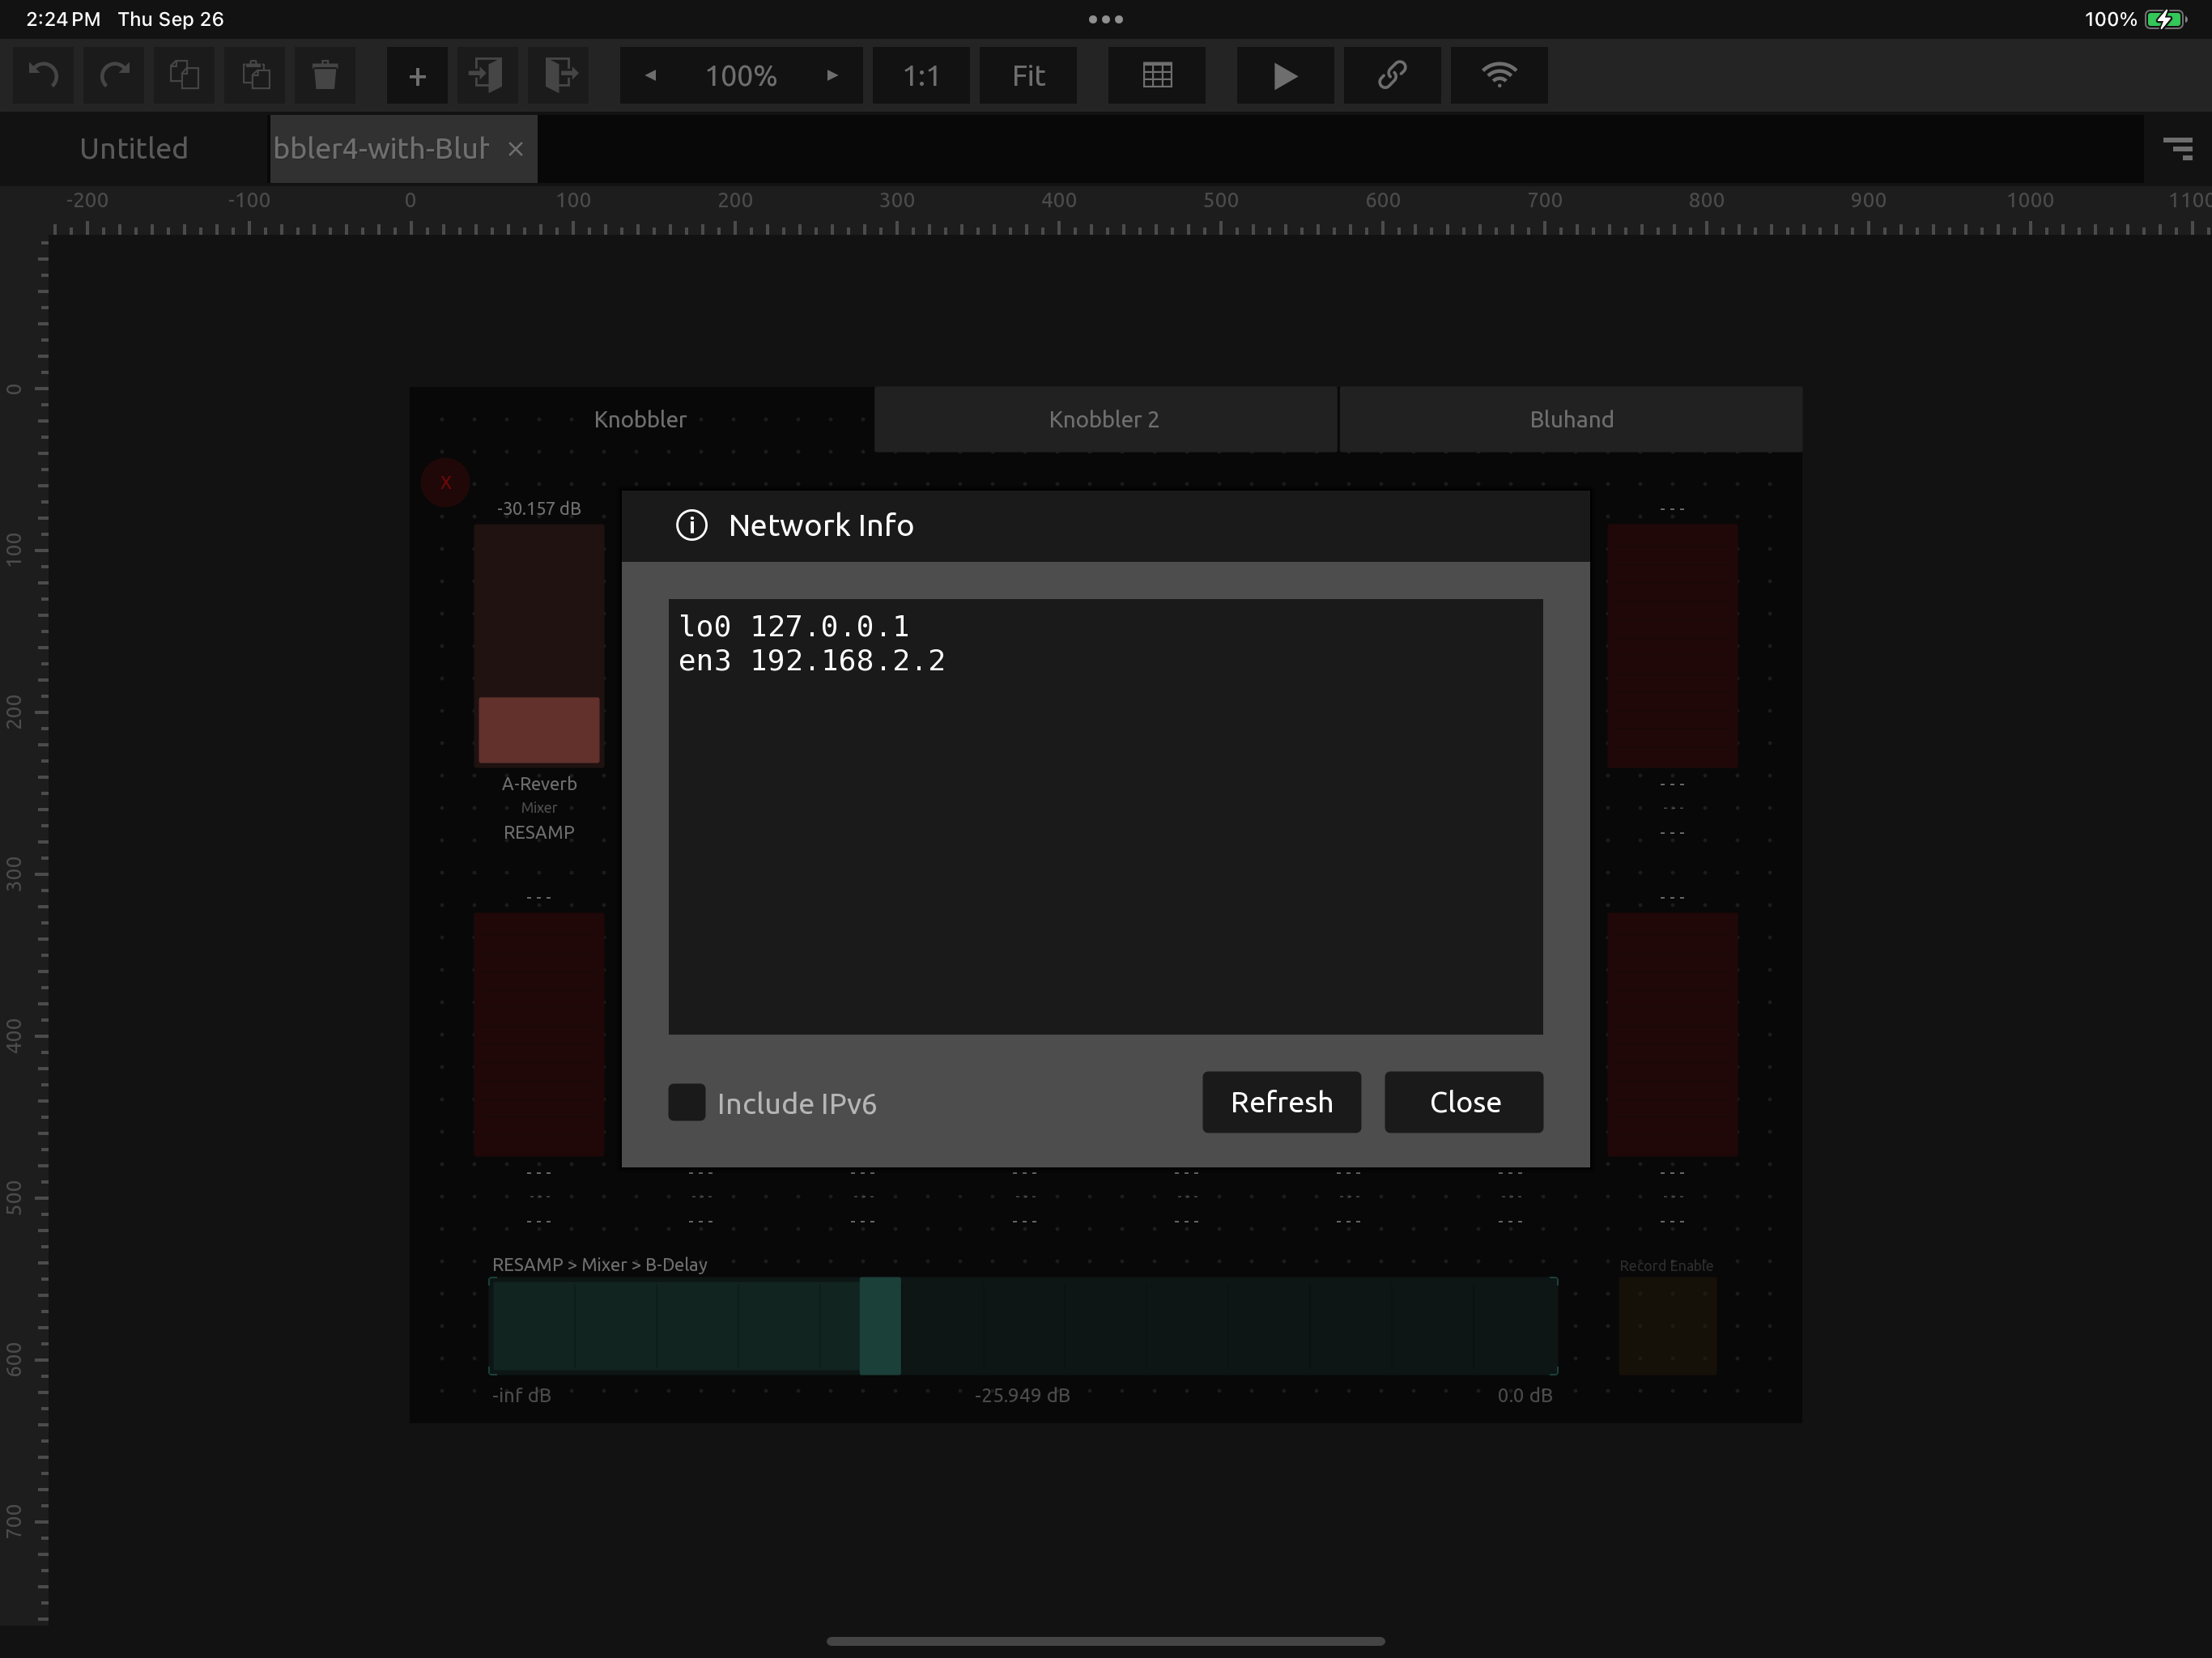 2:24 PM Thu Sep 26
100%
+
100%
1:1
Fit
Untitled
bbler4-with-Bluh
-200 -100 0 100 200 300 400 500 600 700 800 900 1000 1100
0
100
200
300
400
500
600
700
Knobbler
Knobbler 2
Bluhand
X
-30.157 dB
---
Network Info
lo0 127.0.0.1
en3 192.168.2.2
A-Reverb
Mixer
RESAMP
---
---
---
---
---
Include IPv6
Refresh
Close
--- --- --- --- --- --- --- ---
--- --- --- --- --- --- --- ---
--- --- --- --- --- --- --- ---
RESAMP > Mixer > B-Delay
Record Enable
-inf dB
-25.949 dB
0.0 dB